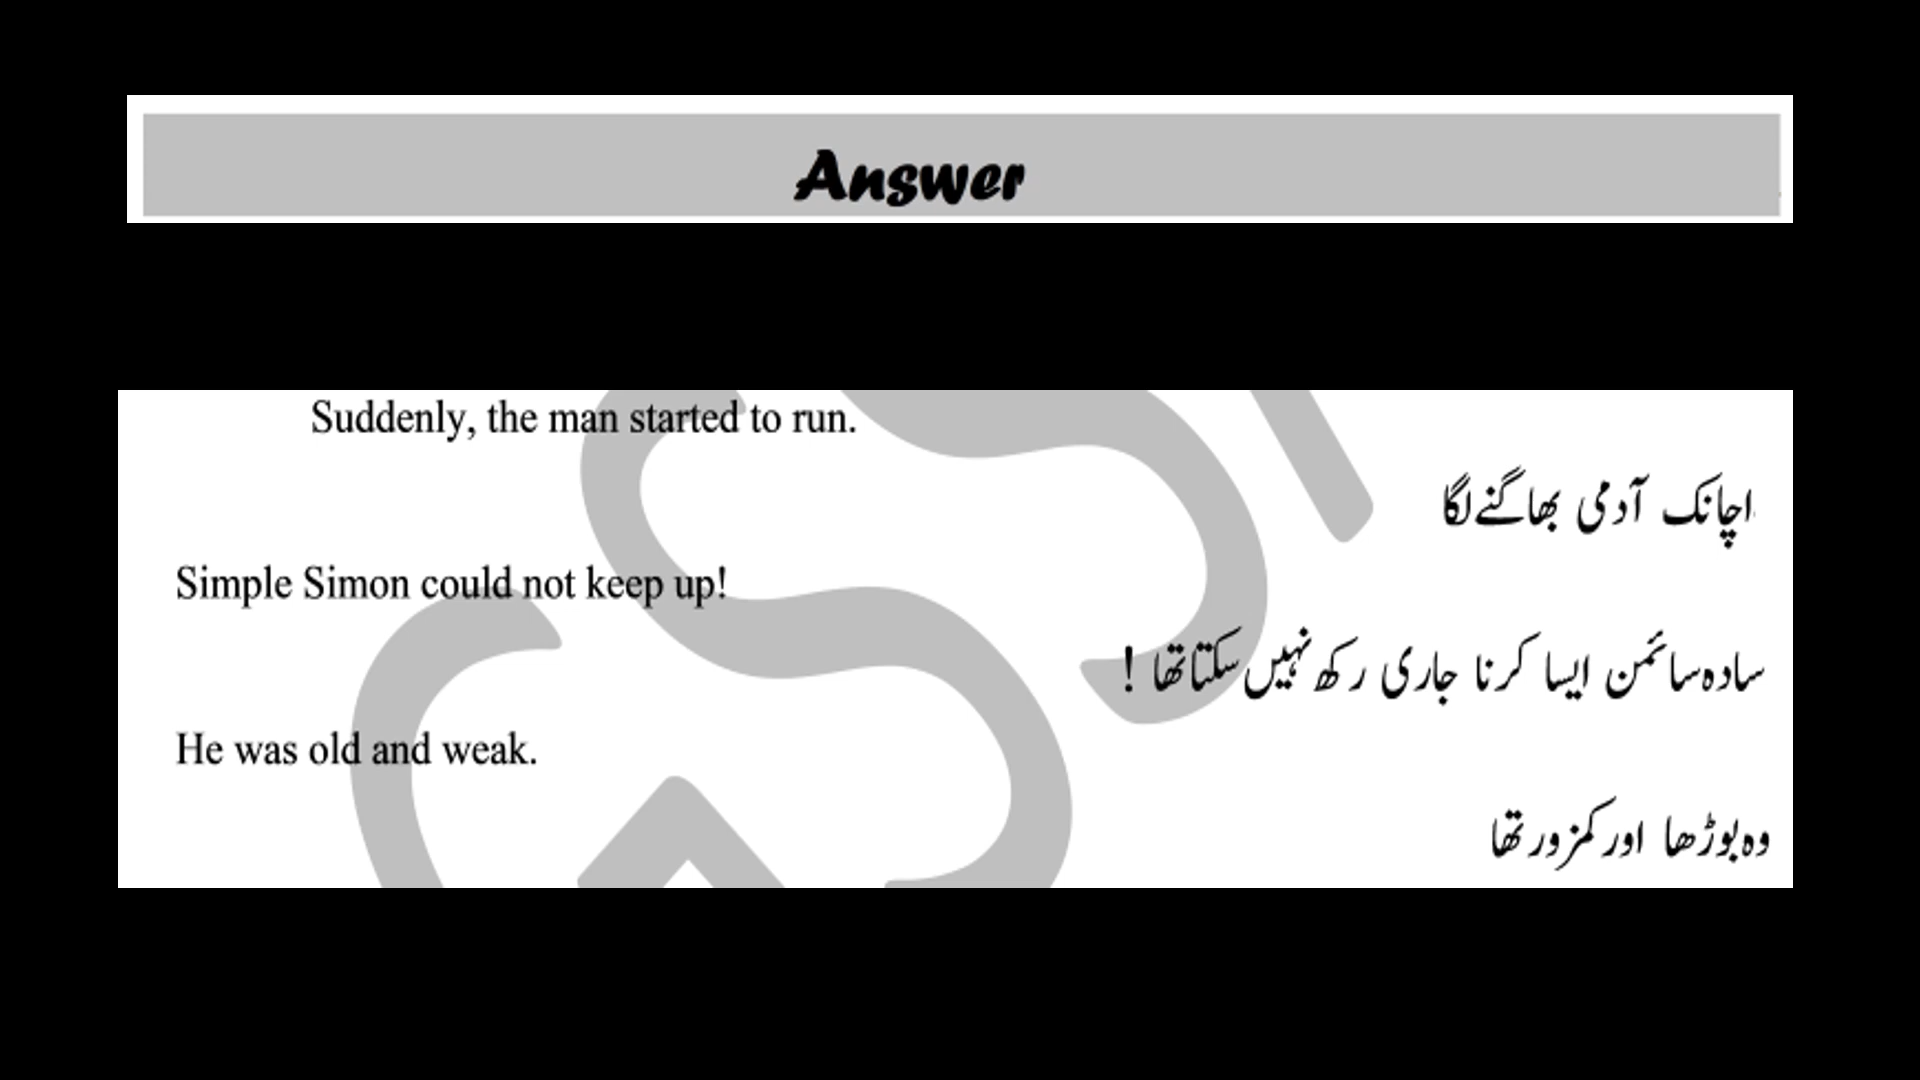 Answer
Suddenly, the man started to run.
اچانک آدمی بھاگنے لگا
Simple Simon could not keep up!
سادہ سائمن ایسا کرنا جاری رکھ نہیں سکتا تھا !
He was old and weak.
وہ بوڑھا اور کمزور تھا